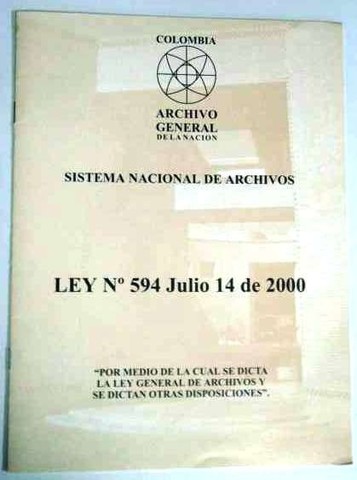 COLOMBIA
ARCHIVO
GENERAL
DE LA NACION
SISTEMA NACIONAL DE ARCHIVOS
LEY Nº 594 Julio 14 de 2000
“POR MEDIO DE LA CUAL SE DICTA
LA LEY GENERAL DE ARCHIVOS Y
SE DICTAN OTRAS DISPOSICIONES”.